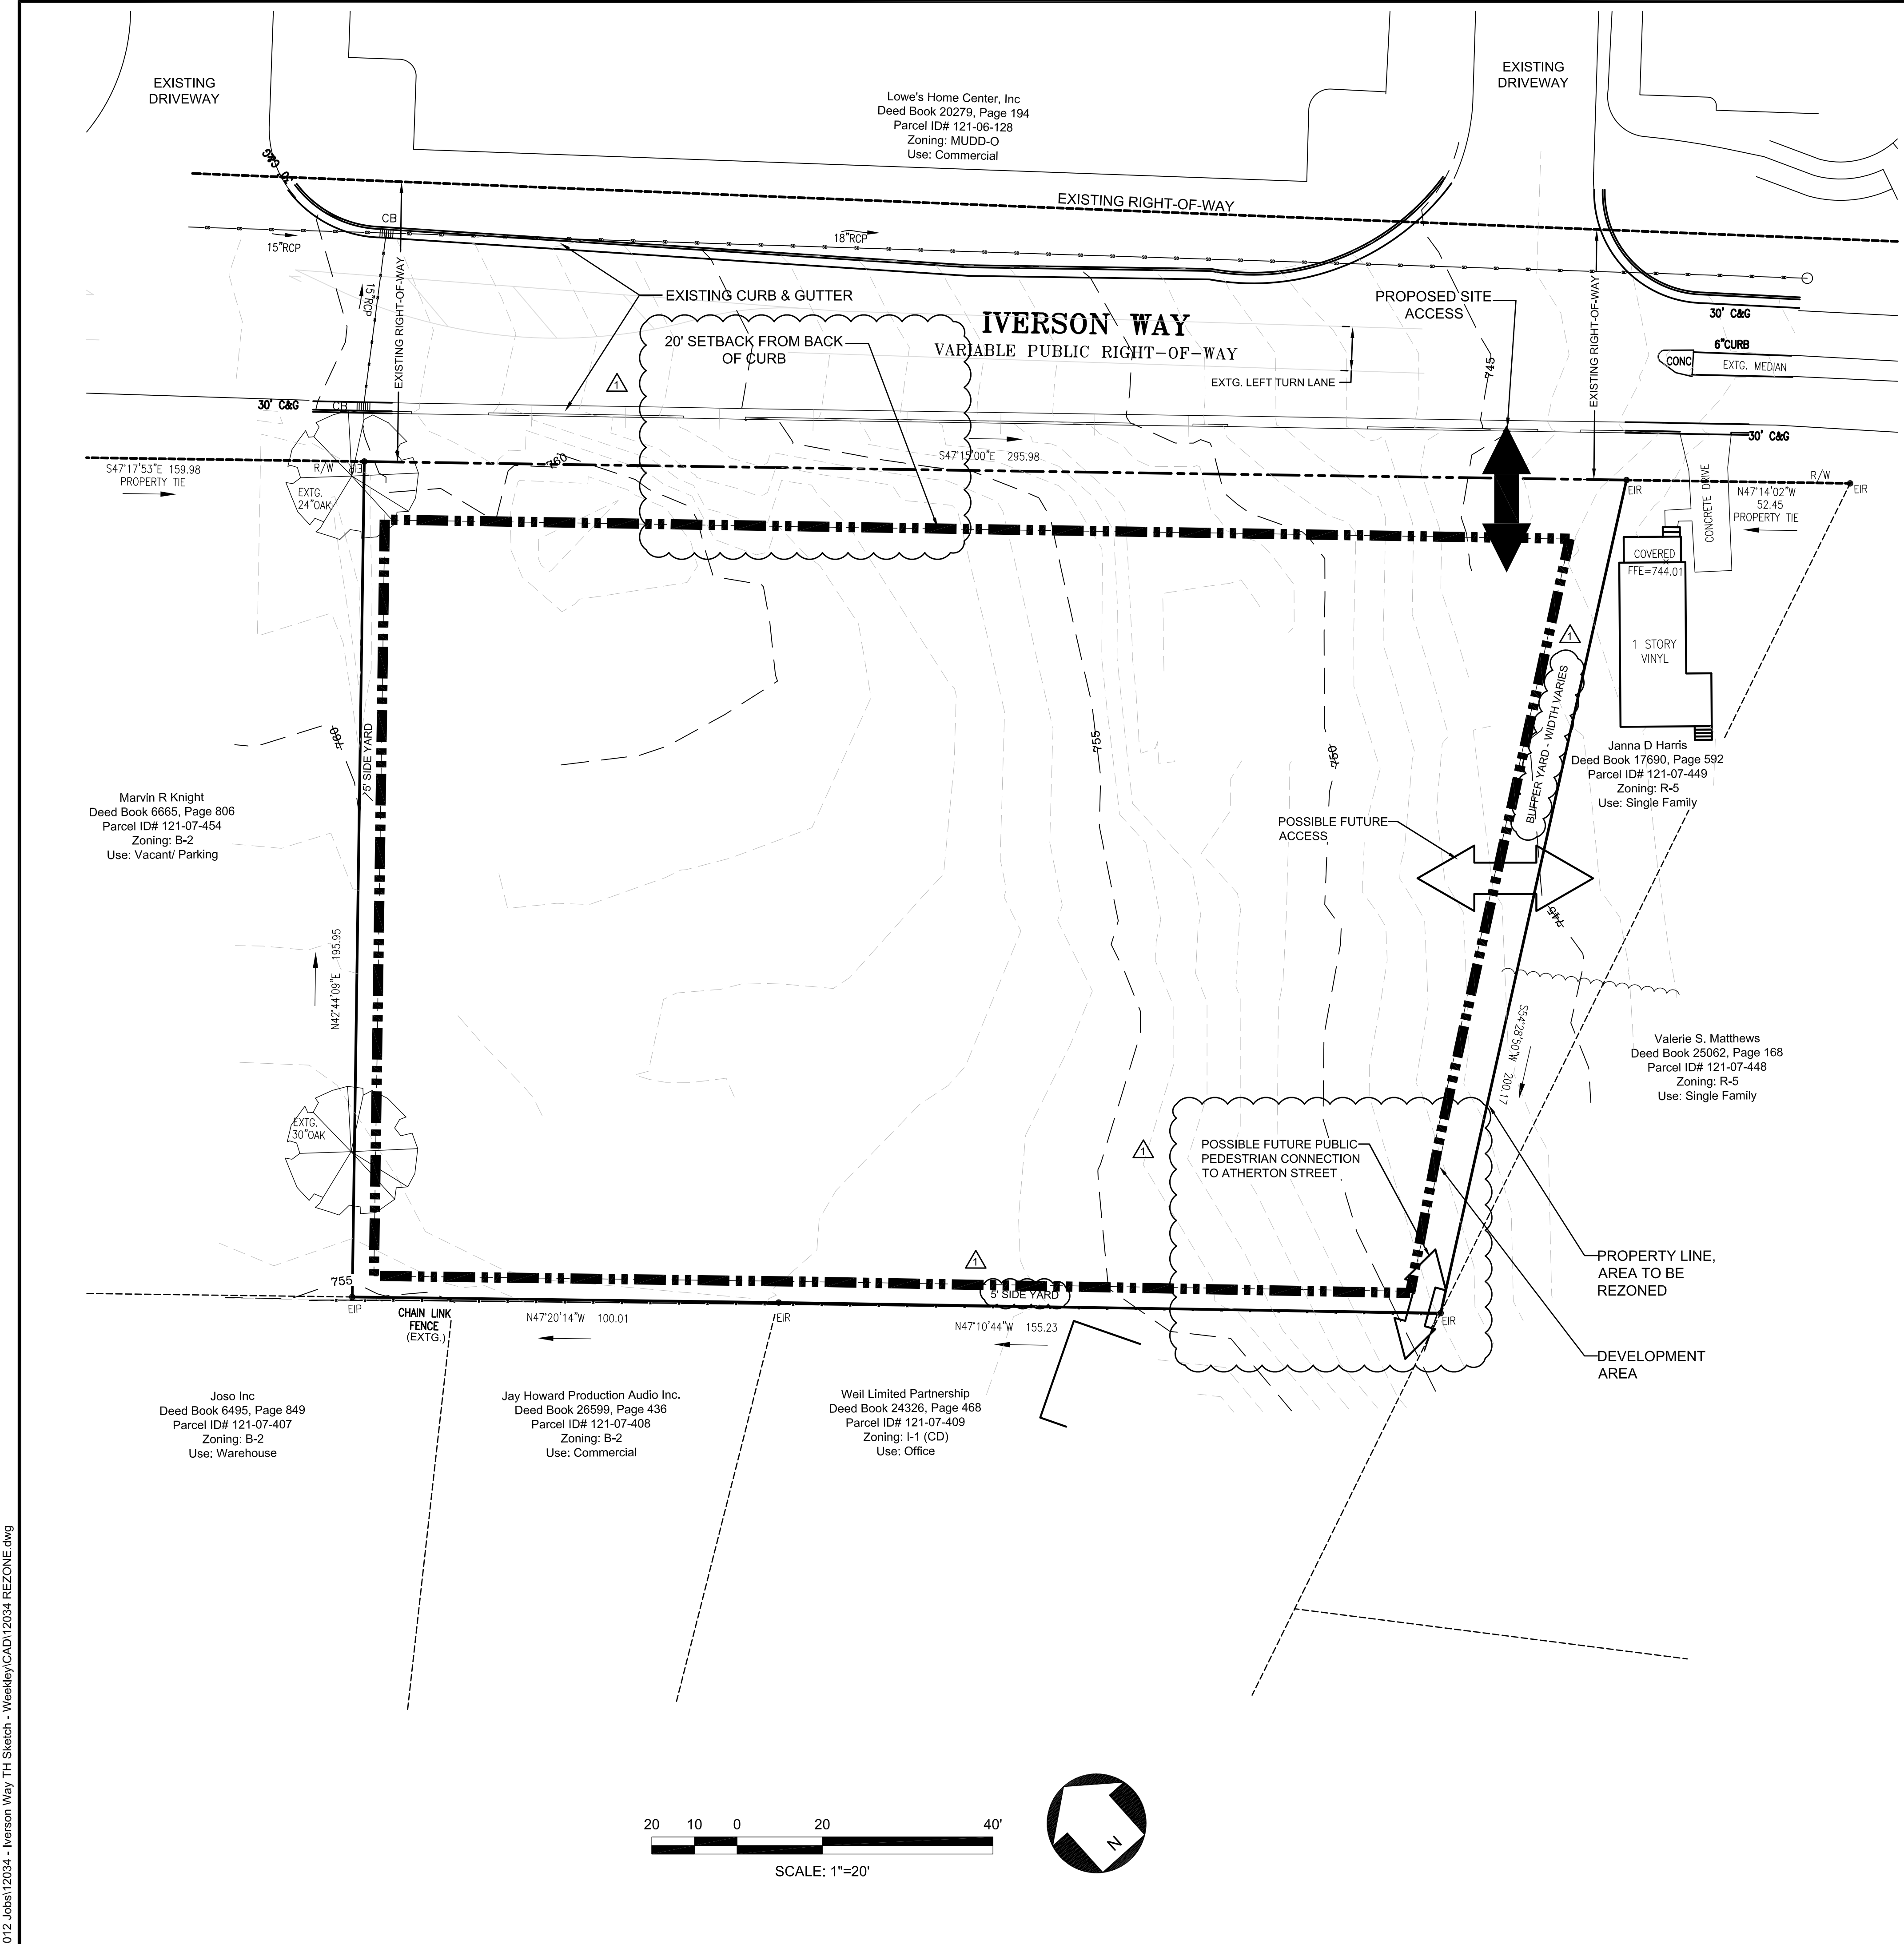 EXISTING
DRIVEWAY
Lowe's Home Center, Inc
Deed Book 20279, Page 194
Parcel ID# 121-06-128
Zoning: MUDD-O
Use: Commercial
EXISTING
DRIVEWAY
30' C&G
EXISTING RIGHT-OF-WAY
CB
15"RCP
18"RCP
15"RCP
EXISTING RIGHT-OF-WAY
EXISTING CURB & GUTTER
20' SETBACK FROM BACK
OF CURB
1
IVERSON WAY
VARIABLE PUBLIC RIGHT-OF-WAY
EXTG. LEFT TURN LANE
PROPOSED SITE
ACCESS
745
EXISTING RIGHT-OF-WAY
30' C&G
6"CURB
CONC
EXTG. MEDIAN
30' C&G
CB
30' C&G
S47°17'53"E 159.98
PROPERTY TIE
R/W
EIR
EXTG.
24"OAK
760
S47°15'00"E 295.98
EIR
CONCRETE DRIVE
R/W
N47°14'02"W
52.45
PROPERTY TIE
EIR
COVERED
FFE=744.01
1 STORY
VINYL
1
BUFFER YARD - WIDTH VARIES
760
5' SIDE YARD
755
750
Janna D Harris
Deed Book 17690, Page 592
Parcel ID# 121-07-449
Zoning: R-5
Use: Single Family
Marvin R Knight
Deed Book 6665, Page 806
Parcel ID# 121-07-454
Zoning: B-2
Use: Vacant/ Parking
POSSIBLE FUTURE
ACCESS
745
N42°44'09"E 195.95
S54°28'50"W 200.17
Valerie S. Matthews
Deed Book 25062, Page 168
Parcel ID# 121-07-448
Zoning: R-5
Use: Single Family
EXTG.
30"OAK
1
POSSIBLE FUTURE PUBLIC
PEDESTRIAN CONNECTION
TO ATHERTON STREET
PROPERTY LINE,
AREA TO BE
REZONED
755
1
5' SIDE YARD
EIP
CHAIN LINK
FENCE
(EXTG.)
N47°20'14"W 100.01
EIR
N47°10'44"W 155.23
EIR
DEVELOPMENT
AREA
Joso Inc
Deed Book 6495, Page 849
Parcel ID# 121-07-407
Zoning: B-2
Use: Warehouse
Jay Howard Production Audio Inc.
Deed Book 26599, Page 436
Parcel ID# 121-07-408
Zoning: B-2
Use: Commercial
Weil Limited Partnership
Deed Book 24326, Page 468
Parcel ID# 121-07-409
Zoning: I-1 (CD)
Use: Office
20 10 0 20 40'
SCALE: 1"=20'
N
012 Jobs\12034 - Iverson Way TH Sketch - Weekley\CAD\12034 REZONE.dwg